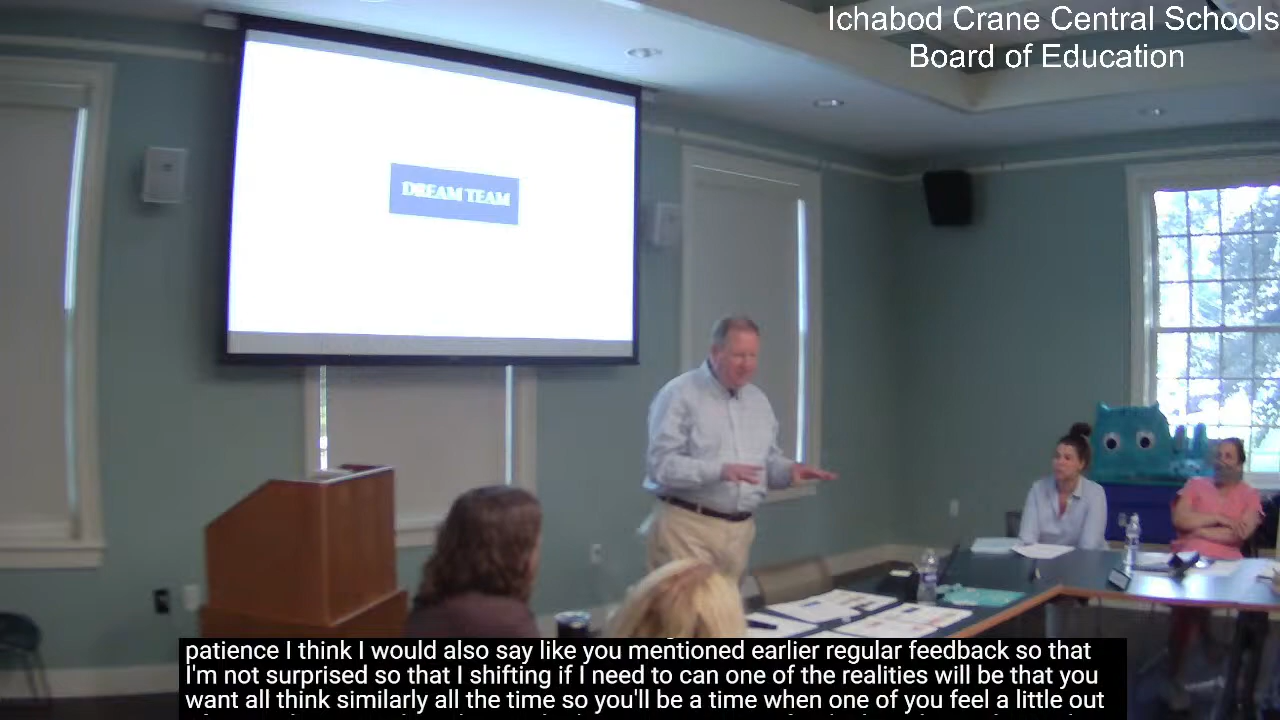 Ichabod Crane Central Schools
Board of Education
DREAM TEAM
patience I think I would also say like you mentioned earlier regular feedback so that
I'm not surprised so that I shifting if I need to can one of the realities will be that you
want all think similarly all the time so you'll be a time when one of you feel a little out